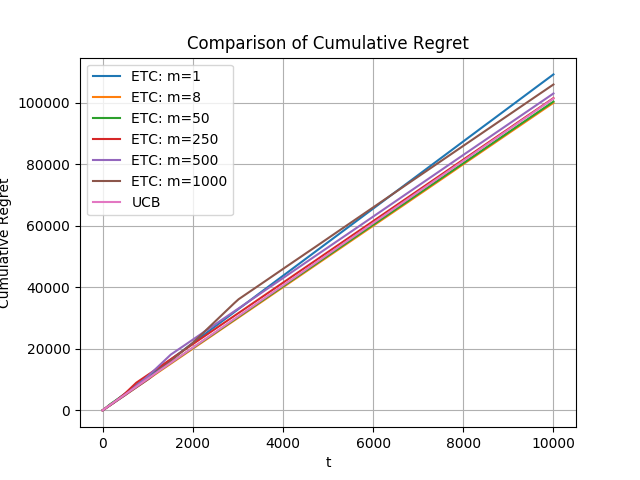 Comparison of Cumulative Regret
ETC: m=1
ETC: m=8
ETC: m=50
ETC: m=250
ETC: m=500
ETC: m=1000
UCB
100000
80000
60000
40000
20000
0
Cumulative Regret
0 2000 4000 6000 8000 10000
t